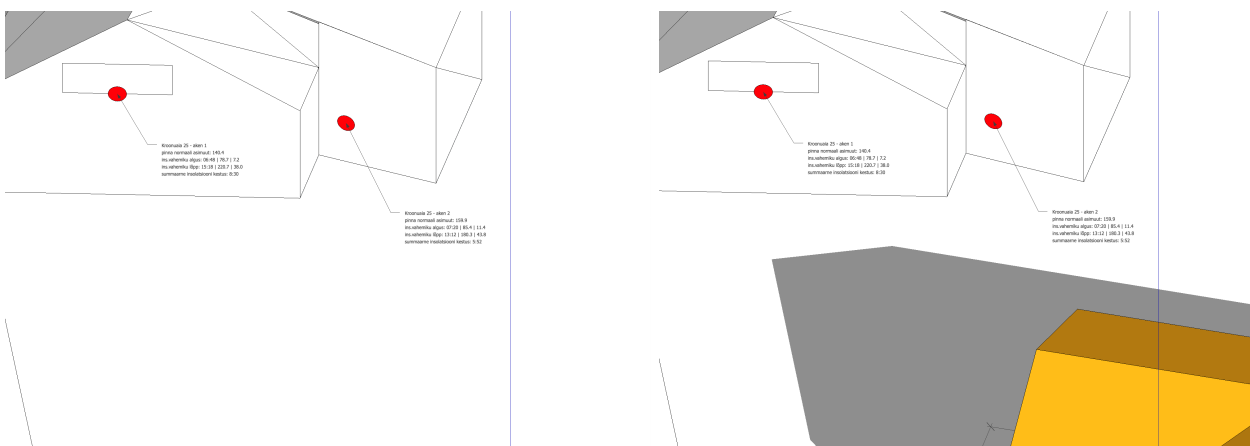 Kroonuaia 25 - aken 1
pinna normaali asimuut: 140.4
ins.vahemiku algus: 06:48 | 78.7 | 7.2
ins.vahemiku lõpp: 15:18 | 220.7 | 38.0
summaarne insolatsiooni kestus: 8:30
Kroonuaia 25 - aken 2
pinna normaali asimuut: 159.9
ins.vahemiku algus: 07:20 | 85.4 | 11.4
ins.vahemiku lõpp: 13:12 | 180.3 | 43.8
summaarne insolatsiooni kestus: 5:52
Kroonuaia 25 - aken 1
pinna normaali asimuut: 140.4
ins.vahemiku algus: 06:48 | 78.7 | 7.2
ins.vahemiku lõpp: 15:18 | 220.7 | 38.0
summaarne insolatsiooni kestus: 8:30
Kroonuaia 25 - aken 2
pinna normaali asimuut: 159.9
ins.vahemiku algus: 07:20 | 85.4 | 11.4
ins.vahemiku lõpp: 13:12 | 180.3 | 43.8
summaarne insolatsiooni kestus: 5:52